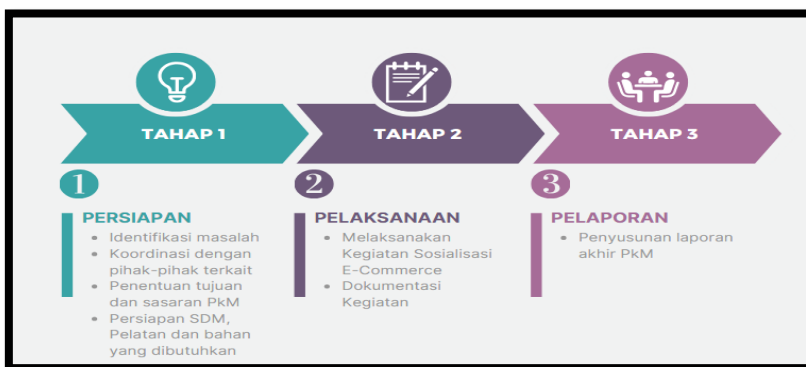 TAHAP 1
TAHAP 2
TAHAP 3
1
PERSIAPAN
• Identifikasi masalah
• Koordinasi dengan
pihak-pihak terkait
• Penentuan tujuan
dan sasaran PkM
• Persiapan SDM,
Pelatan dan bahan
yang dibutuhkan
2
PELAKSANAAN
• Melaksanakan
Kegiatan Sosialisasi
E-Commerce
• Dokumentasi
Kegiatan
3
PELAPORAN
• Penyusunan laporan
akhir PkM